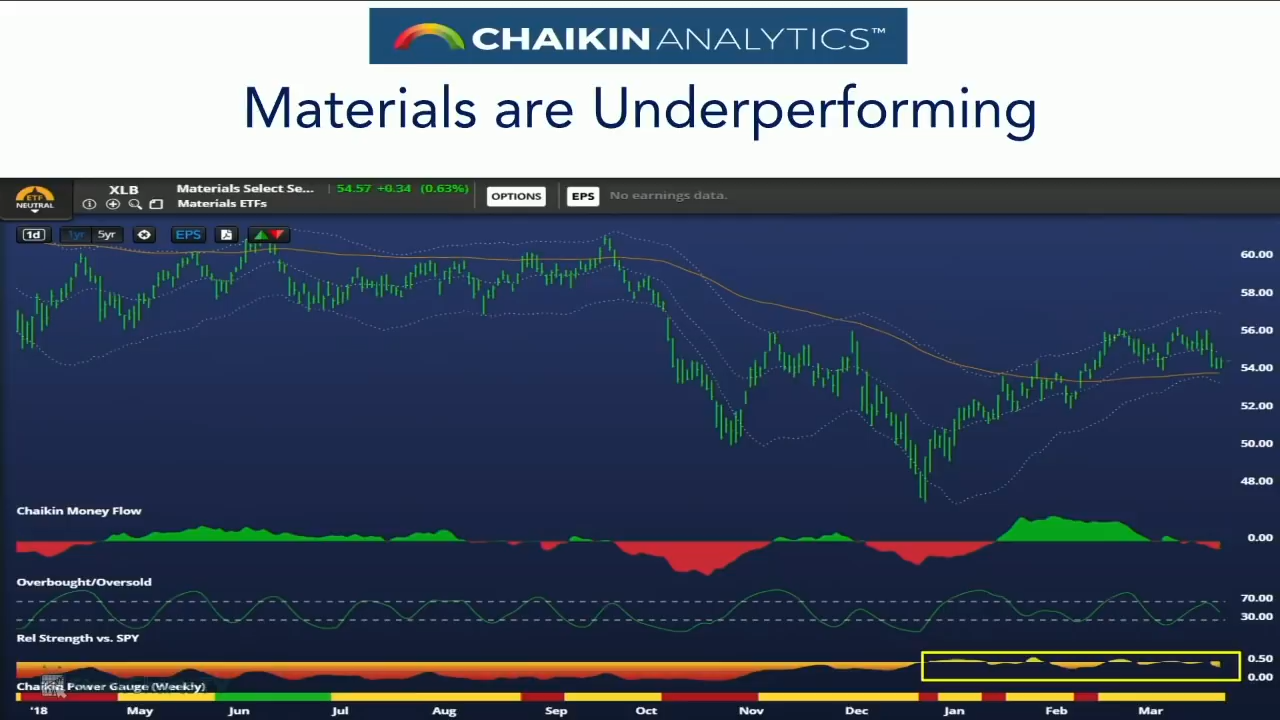 CHAIKIN ANALYTICS™
Materials are Underperforming
ETF
NEUTRAL
XLB
Materials Select Se...
54.57 +0.34 (0.63%)
Materials ETFs
OPTIONS
EPS
No earnings data.
1d
1yr
5yr
EPS
60.00
58.00
56.00
54.00
52.00
50.00
48.00
Chaikin Money Flow
0.00
Overbought/Oversold
70.00
30.00
Rel Strength vs. SPY
0.50
0.00
Chaikin Power Gauge (Weekly)
'18 May Jun Jul Aug Sep Oct Nov Dec Jan Feb Mar